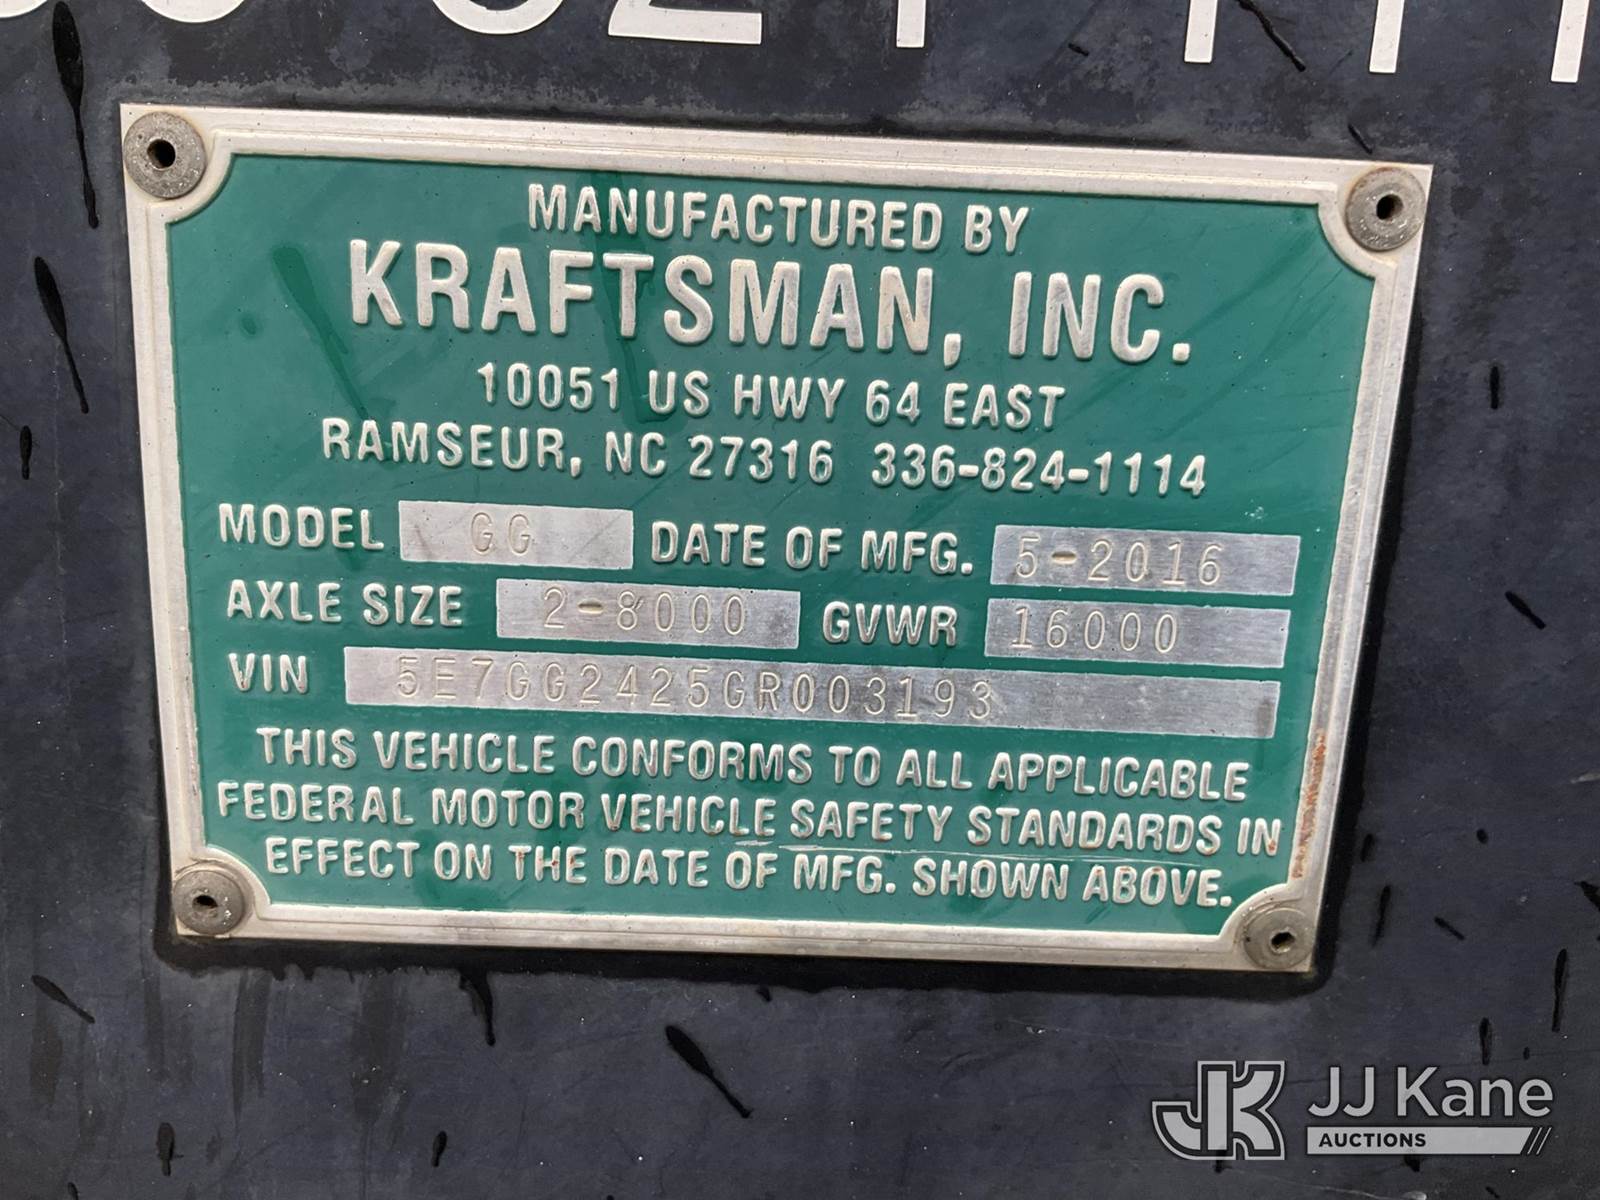 MANUFACTURED BY
KRAFTSMAN, INC.
10051 US HWY 64 EAST
RAMSEUR, NC 27316 336-824-1114
MODEL GG DATE OF MFG. 5-2016
AXLE SIZE 2-8000 GVWR 16000
VIN 5E7GG2425GR003193
THIS VEHICLE CONFORMS TO ALL APPLICABLE
FEDERAL MOTOR VEHICLE SAFETY STANDARDS IN
EFFECT ON THE DATE OF MFG. SHOWN ABOVE.
JK JJ Kane
AUCTIONS